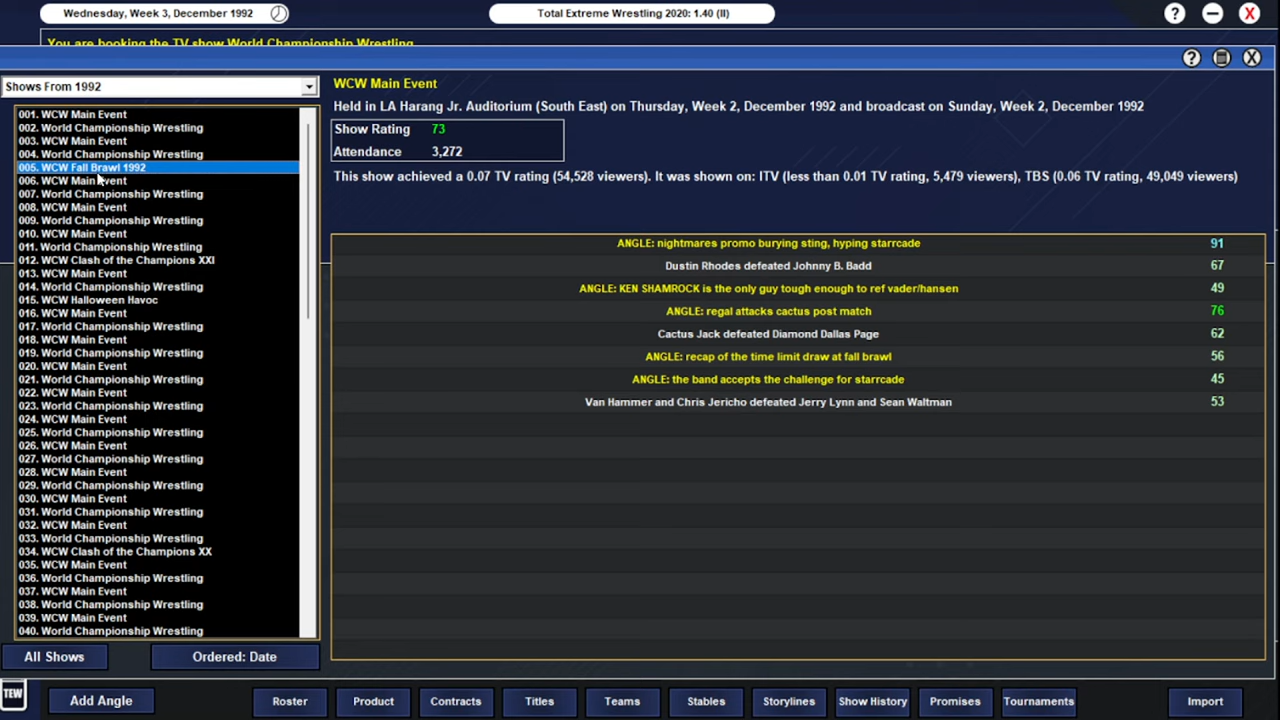 Wednesday, Week 3, December 1992
Total Extreme Wrestling 2020: 1.40 (II)
?
X
You are booking the TV show World Championship Wrestling
?
X
Shows From 1992
001. WCW Main Event
002. World Championship Wrestling
003. WCW Main Event
004. World Championship Wrestling
005. WCW Fall Brawl 1992
006. WCW Main Event
007. World Championship Wrestling
008. WCW Main Event
009. World Championship Wrestling
010. WCW Main Event
011. World Championship Wrestling
012. WCW Clash of the Champions XXI
013. WCW Main Event
014. World Championship Wrestling
015. WCW Halloween Havoc
016. WCW Main Event
017. World Championship Wrestling
018. WCW Main Event
019. World Championship Wrestling
020. WCW Main Event
021. World Championship Wrestling
022. WCW Main Event
023. World Championship Wrestling
024. WCW Main Event
025. World Championship Wrestling
026. WCW Main Event
027. World Championship Wrestling
028. WCW Main Event
029. World Championship Wrestling
030. WCW Main Event
031. World Championship Wrestling
032. WCW Main Event
033. World Championship Wrestling
034. WCW Clash of the Champions XX
035. WCW Main Event
036. World Championship Wrestling
037. WCW Main Event
038. World Championship Wrestling
039. WCW Main Event
040. World Championship Wrestling
All Shows
Ordered: Date
WCW Main Event
Held in LA Harang Jr. Auditorium (South East) on Thursday, Week 2, December 1992 and broadcast on Sunday, Week 2, December 1992
Show Rating 73
Attendance 3,272
This show achieved a 0.07 TV rating (54,528 viewers). It was shown on: ITV (less than 0.01 TV rating, 5,479 viewers), TBS (0.06 TV rating, 49,049 viewers)
ANGLE: nightmares promo burying sting, hyping starrcade 91
Dustin Rhodes defeated Johnny B. Badd 67
ANGLE: KEN SHAMROCK is the only guy tough enough to ref vader/hansen 49
ANGLE: regal attacks cactus post match 76
Cactus Jack defeated Diamond Dallas Page 62
ANGLE: recap of the time limit draw at fall brawl 56
ANGLE: the band accepts the challenge for starrcade 45
Van Hammer and Chris Jericho defeated Jerry Lynn and Sean Waltman 53
TEW
Add Angle
Roster
Product
Contracts
Titles
Teams
Stables
Storylines
Show History
Promises
Tournaments
Import